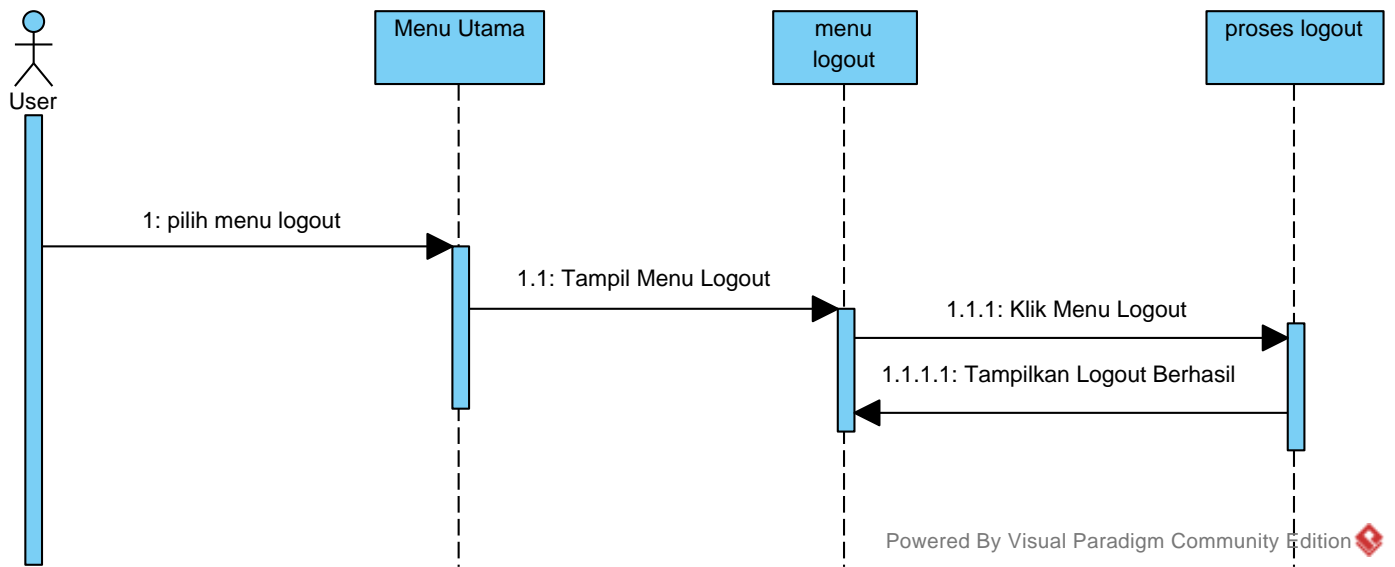 User
Menu Utama
menu
logout
proses logout
1: pilih menu logout
1.1: Tampil Menu Logout
1.1.1: Klik Menu Logout
1.1.1.1: Tampilkan Logout Berhasil
Powered By Visual Paradigm Community Edition